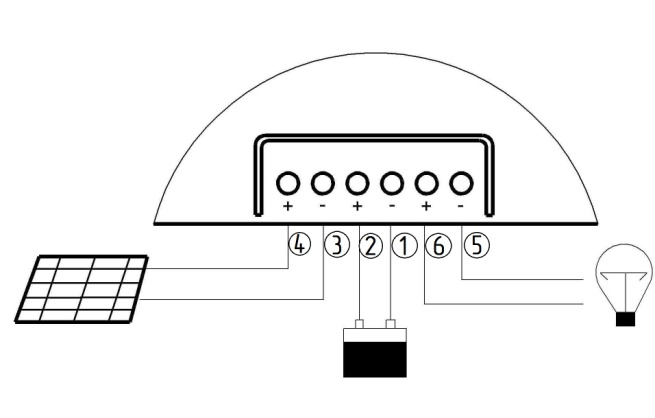 + - + - + -
④ ③ ② ① ⑥ ⑤